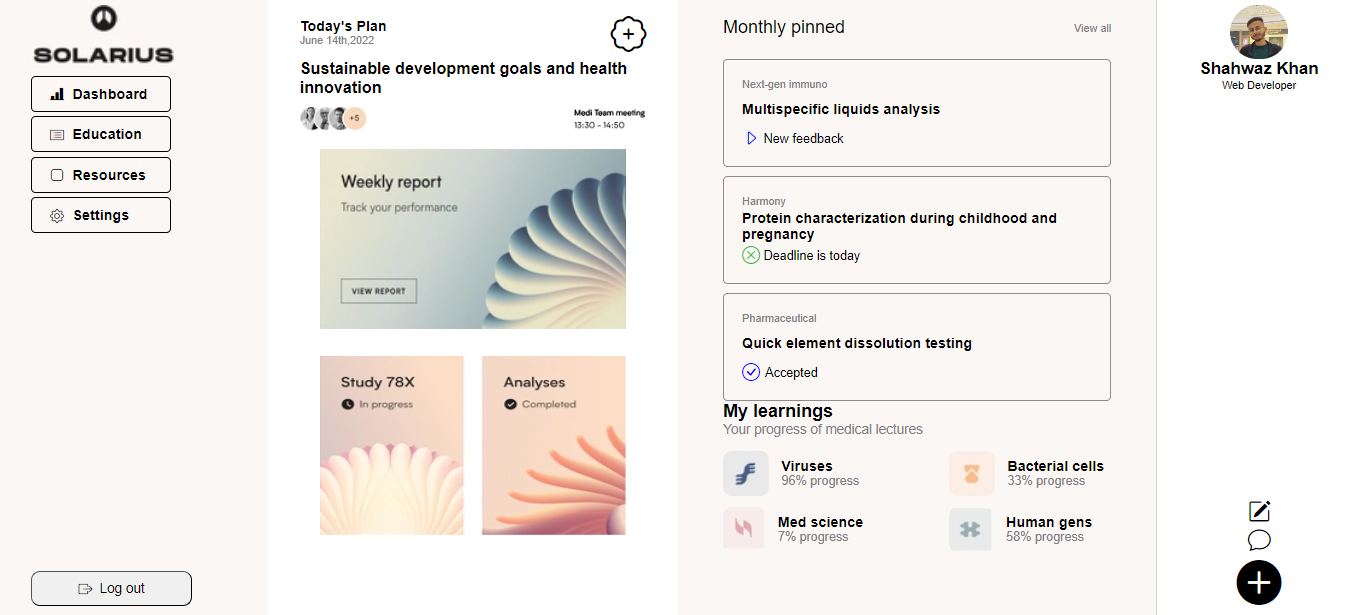 SOLARIUS
Dashboard
Education
Resources
Settings
Log out
Today's Plan
June 14th,2022
Sustainable development goals and health
innovation
+5
Medi Team meeting
13:30 - 14:50
Weekly report
Track your performance
VIEW REPORT
Study 78X
In progress
Analyses
Completed
Monthly pinned
View all
Next-gen immuno
Multispecific liquids analysis
New feedback
Harmony
Protein characterization during childhood and
pregnancy
Deadline is today
Pharmaceutical
Quick element dissolution testing
Accepted
My learnings
Your progress of medical lectures
Viruses
96% progress
Bacterial cells
33% progress
Med science
7% progress
Human gens
58% progress
Shahwaz Khan
Web Developer